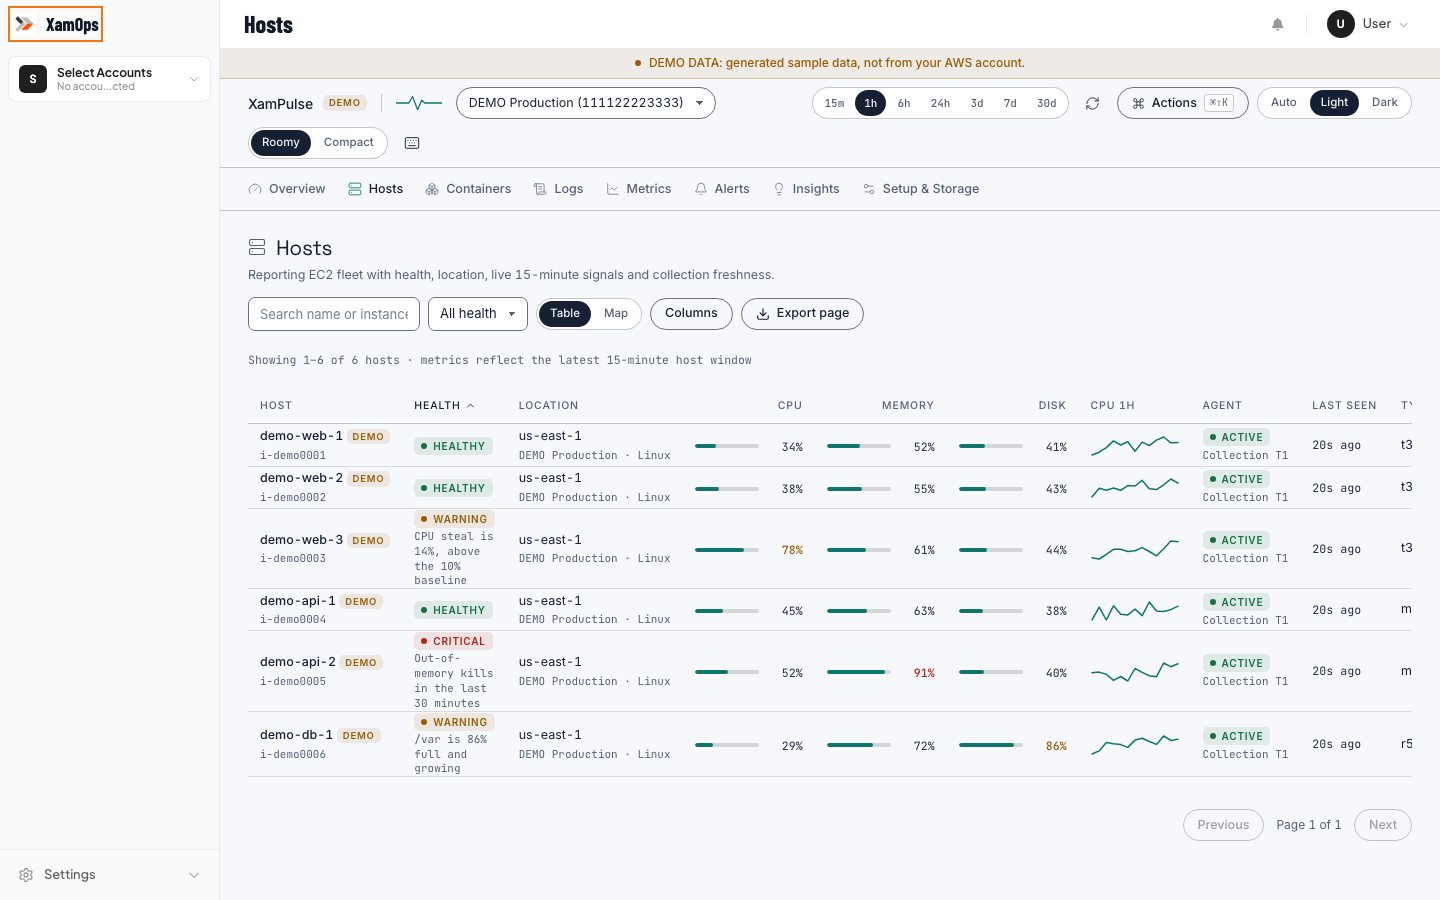 XamOps
Hosts
U User
S Select Accounts
No accou...cted
DEMO DATA: generated sample data, not from your AWS account.
XamPulse DEMO DEMO Production (111122223333) 15m 1h 6h 24h 3d 7d 30d Actions ⌘⇧K Auto Light Dark
Roomy Compact
Overview Hosts Containers Logs Metrics Alerts Insights Setup & Storage
Hosts
Reporting EC2 fleet with health, location, live 15-minute signals and collection freshness.
Search name or instance All health Table Map Columns Export page
Showing 1–6 of 6 hosts · metrics reflect the latest 15-minute host window
HOST HEALTH LOCATION CPU MEMORY DISK CPU 1H AGENT LAST SEEN TY
demo-web-1 DEMO HEALTHY us-east-1 34% 52% 41% ACTIVE 20s ago t3
i-demo0001 DEMO Production · Linux Collection T1
demo-web-2 DEMO HEALTHY us-east-1 38% 55% 43% ACTIVE 20s ago t3
i-demo0002 DEMO Production · Linux Collection T1
WARNING
CPU steal is
14%, above
the 10%
baseline
demo-web-3 DEMO us-east-1 78% 61% 44% ACTIVE 20s ago t3
i-demo0003 DEMO Production · Linux Collection T1
demo-api-1 DEMO HEALTHY us-east-1 45% 63% 38% ACTIVE 20s ago m
i-demo0004 DEMO Production · Linux Collection T1
CRITICAL
Out-of-
memory kills
in the last
30 minutes
demo-api-2 DEMO us-east-1 52% 91% 40% ACTIVE 20s ago m
i-demo0005 DEMO Production · Linux Collection T1
WARNING
/var is 86%
full and
growing
demo-db-1 DEMO us-east-1 29% 72% 86% ACTIVE 20s ago r5
i-demo0006 DEMO Production · Linux Collection T1
Previous Page 1 of 1 Next
Settings